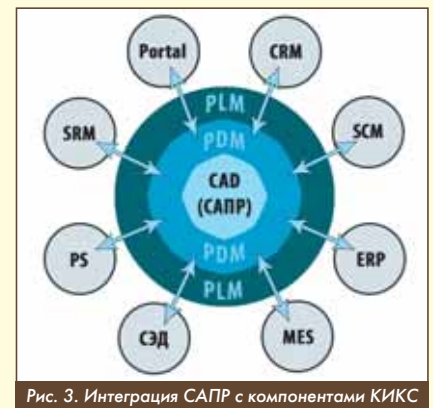 Portal
CRM
SRM
PLM
SCM
PDM
CAD
(САПР)
PS
PDM
ERP
PLM
СЭД
MES
Рис. 3. Интеграция САПР с компонентами КИКС